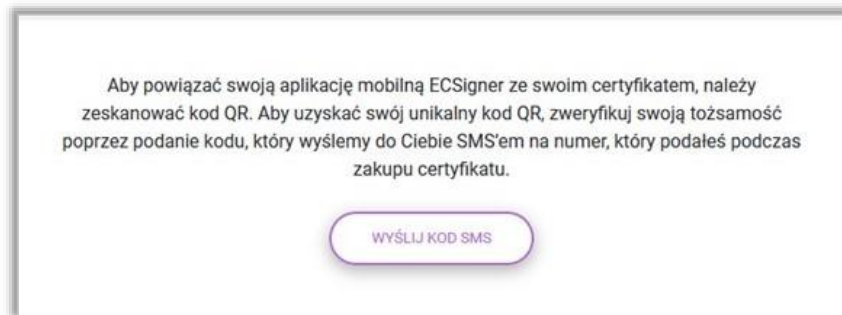 Aby powiązać swoją aplikację mobilną ECSigner ze swoim certyfikatem, należy
zeskanować kod QR. Aby uzyskać swój unikalny kod QR, zweryfikuj swoją tożsamość
poprzez podanie kodu, który wyślemy do Ciebie SMS'em na numer, który podałeś podczas
zakupu certyfikatu.
WYŚLIJ KOD SMS